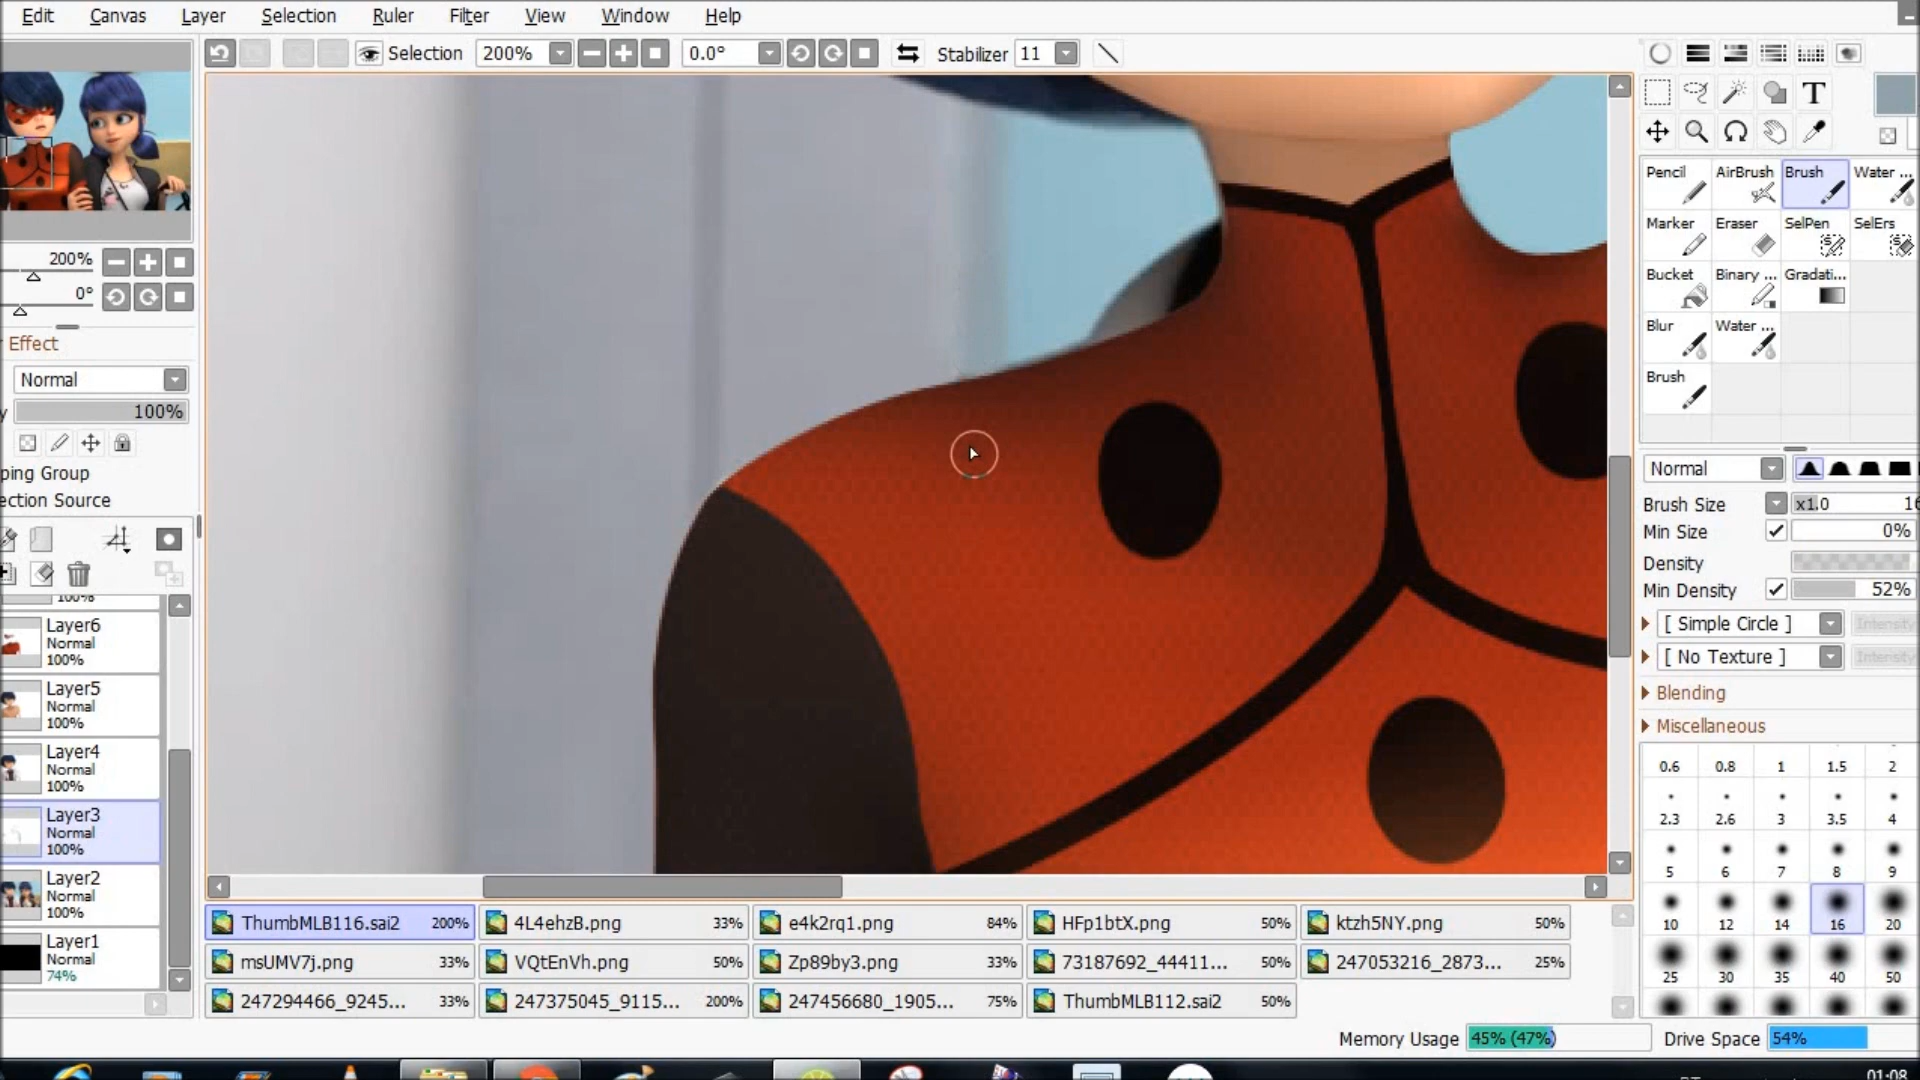 Edit Canvas Layer Selection Ruler Filter View Window Help
Selection 200% 0.0° Stabilizer 11
200%
0°
Effect
Normal
100%
ping Group
ection Source
100%
Layer6
Normal
100%
Layer5
Normal
100%
Layer4
Normal
100%
Layer3
Normal
100%
Layer2
Normal
100%
Layer1
Normal
74%
T
Pencil AirBrush Brush Water ...
Marker Eraser SelPen SelErs
Bucket Binary ... Gradati...
Blur Water ...
Brush
Normal
Brush Size x1.0 16
Min Size 0%
Density
Min Density 52%
[ Simple Circle ] Intensity
[ No Texture ] Intensity
Blending
Miscellaneous
0.6 0.8 1 1.5 2
2.3 2.6 3 3.5 4
5 6 7 8 9
10 12 14 16 20
25 30 35 40 50
ThumbMLB116.sai2 200% 4L4ehzB.png 33% e4k2rq1.png 84% HFp1btX.png 50% ktzh5NY.png 50%
msUMV7j.png 33% VQtEnVh.png 50% Zp89by3.png 33% 73187692_44411... 50% 247053216_2873... 25%
247294466_9245... 33% 247375045_9115... 200% 247456680_1905... 75% ThumbMLB112.sai2 50%
Memory Usage 45% (47%) Drive Space 54%
01:08